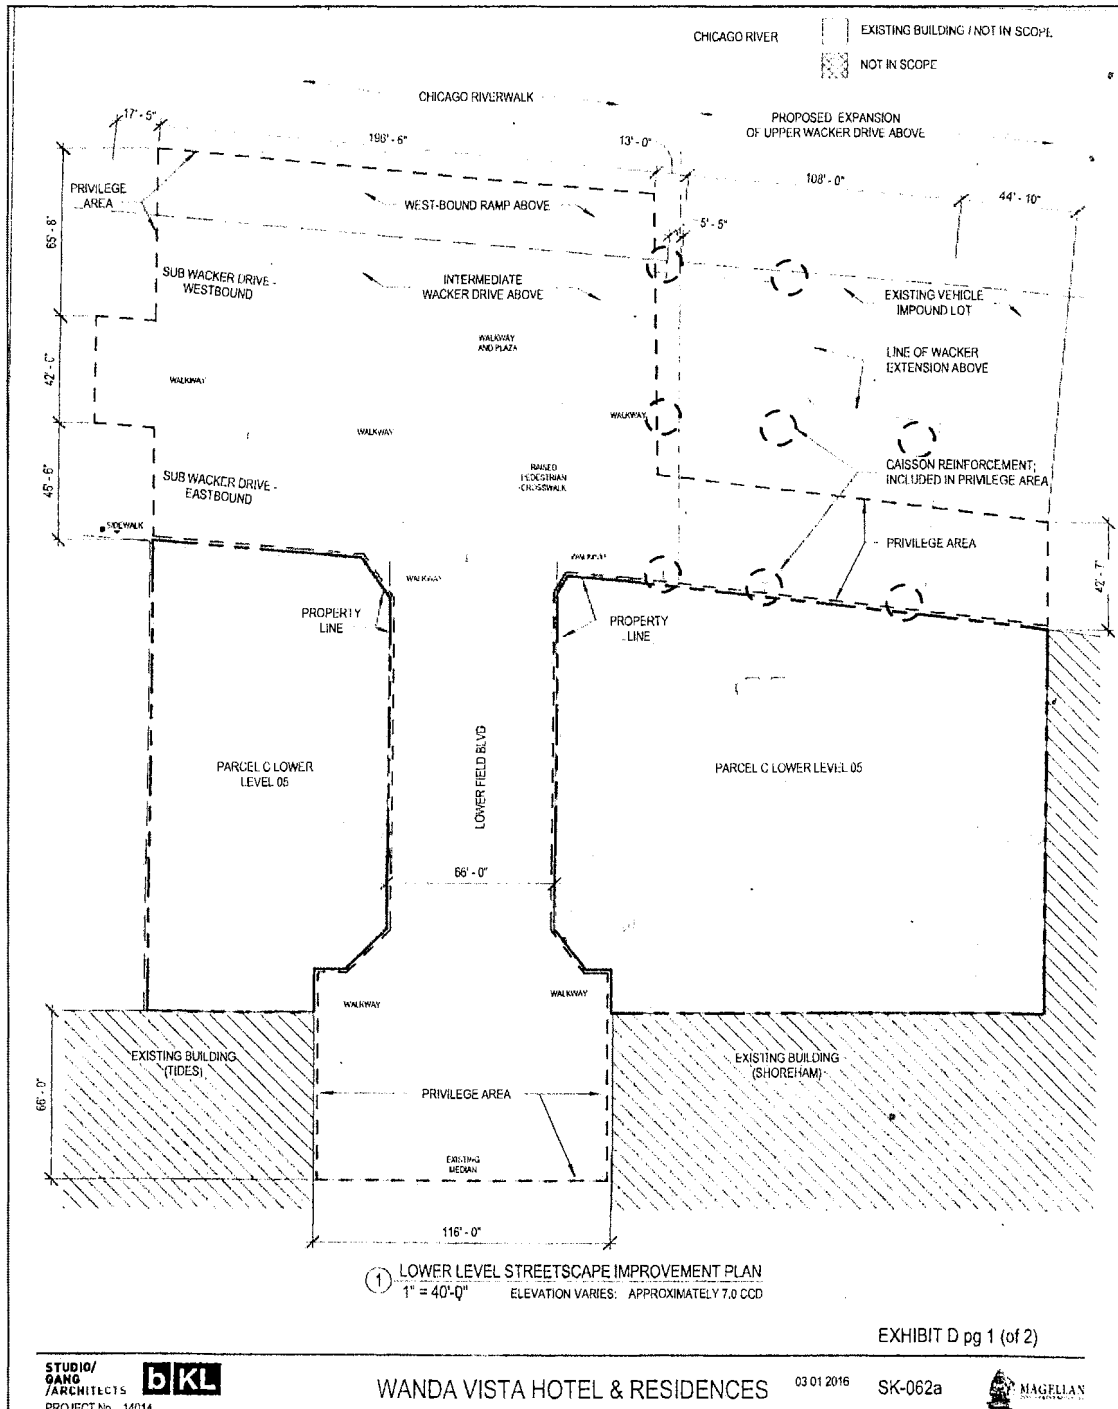 CHICAGO RIVER
EXISTING BUILDING / NOT IN SCOPE
NOT IN SCOPE
CHICAGO RIVERWALK
PROPOSED EXPANSION
OF UPPER WACKER DRIVE ABOVE
17' - 5"
196' - 6"
13' - 0"
108' - 0"
44' - 10"
PRIVILEGE
AREA
WEST-BOUND RAMP ABOVE
5' - 5"
65' - 8"
SUB WACKER DRIVE -
WESTBOUND
INTERMEDIATE
WACKER DRIVE ABOVE
EXISTING VEHICLE
IMPOUND LOT
WALKWAY
AND PLAZA
LINE OF WACKER
EXTENSION ABOVE
42' - 0"
WALKWAY
WALKWAY
WALKWAY
45' - 6"
SUB WACKER DRIVE -
EASTBOUND
RAISED
PEDESTRIAN
CROSSWALK
CAISSON REINFORCEMENT;
INCLUDED IN PRIVILEGE AREA
SIDEWALK
PRIVILEGE AREA
WALKWAY
WALKWAY
42' - 7"
PROPERTY
LINE
PROPERTY
LINE
LOWER FIELD BLVD
PARCEL C LOWER
LEVEL 05
PARCEL C LOWER LEVEL 05
66' - 0"
WALKWAY
WALKWAY
EXISTING BUILDING
(TIDES)
EXISTING BUILDING
(SHOREHAM)
66' - 0"
PRIVILEGE AREA
EXISTING
MEDIAN
116' - 0"
1 LOWER LEVEL STREETSCAPE IMPROVEMENT PLAN
1" = 40'-0" ELEVATION VARIES: APPROXIMATELY 7.0 CCD
EXHIBIT D pg 1 (of 2)
STUDIO/
GANG
/ARCHITECTS
bKL
PROJECT No. 14014
WANDA VISTA HOTEL & RESIDENCES
03 01 2016
SK-062a
MAGELLAN